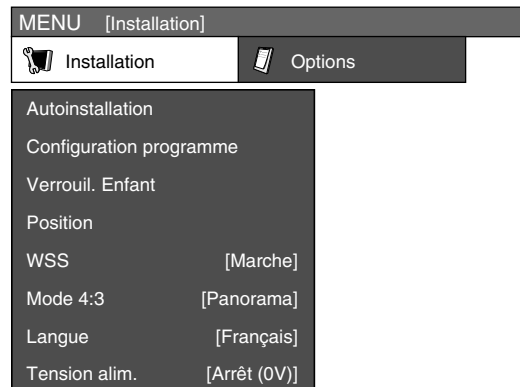 MENU [Installation]
Installation Options
Autoinstallation
Configuration programme
Verrouil. Enfant
Position
WSS [Marche]
Mode 4:3 [Panorama]
Langue [Français]
Tension alim. [Arrêt (0V)]